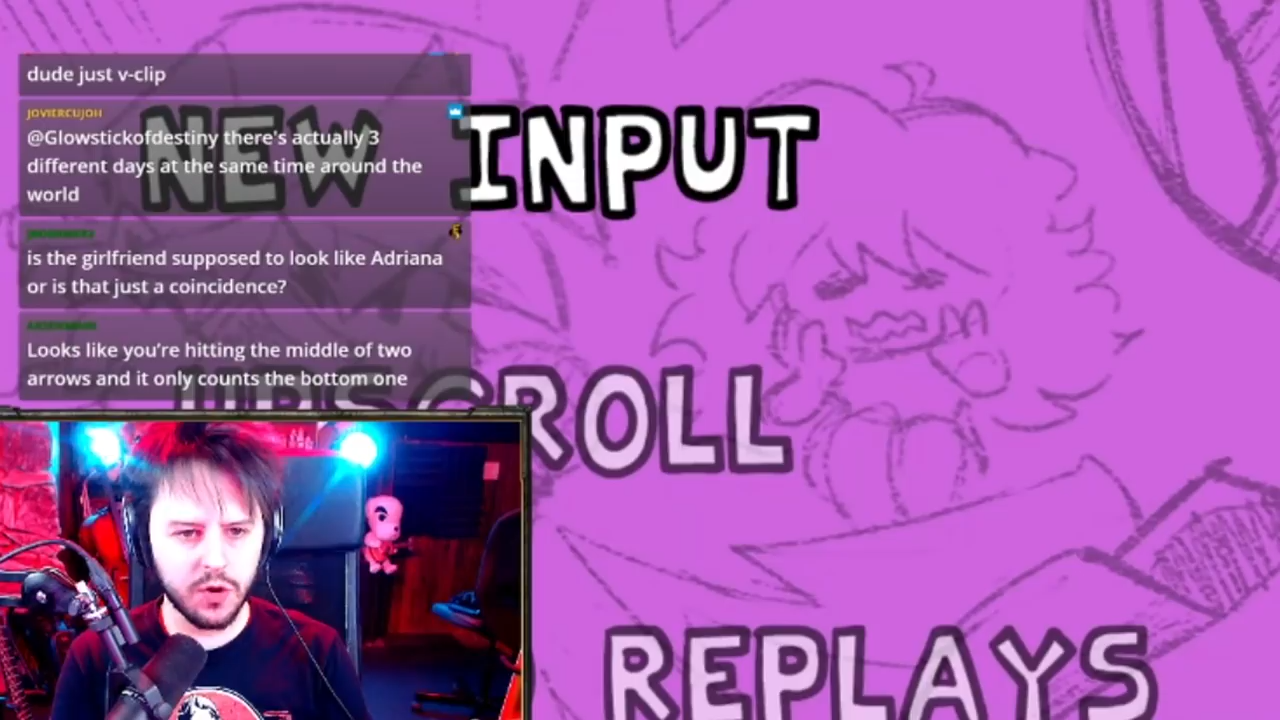 dude just v-clip
JOVIERCUJOH
@Glowstickofdestiny there's actually 3
different days at the same time around the
world
is the girlfriend supposed to look like Adriana
or is that just a coincidence?
Looks like you're hitting the middle of two
arrows and it only counts the bottom one
NEW INPUT
UPSCROLL
REPLAYS